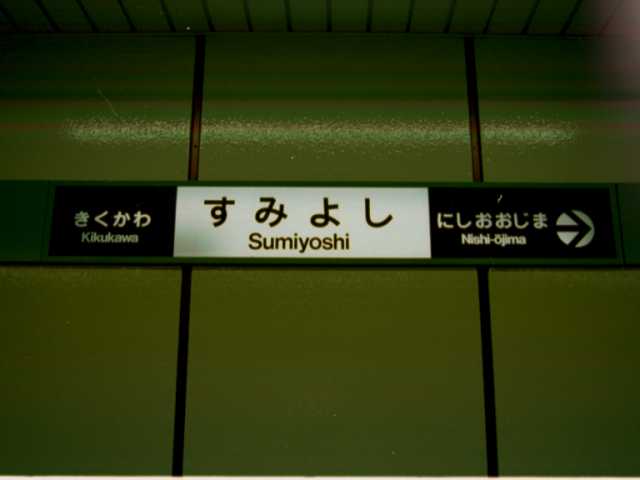 きくかわ
Kikukawa
すみよし
Sumiyoshi
にしおおじま
Nishi-ōjima